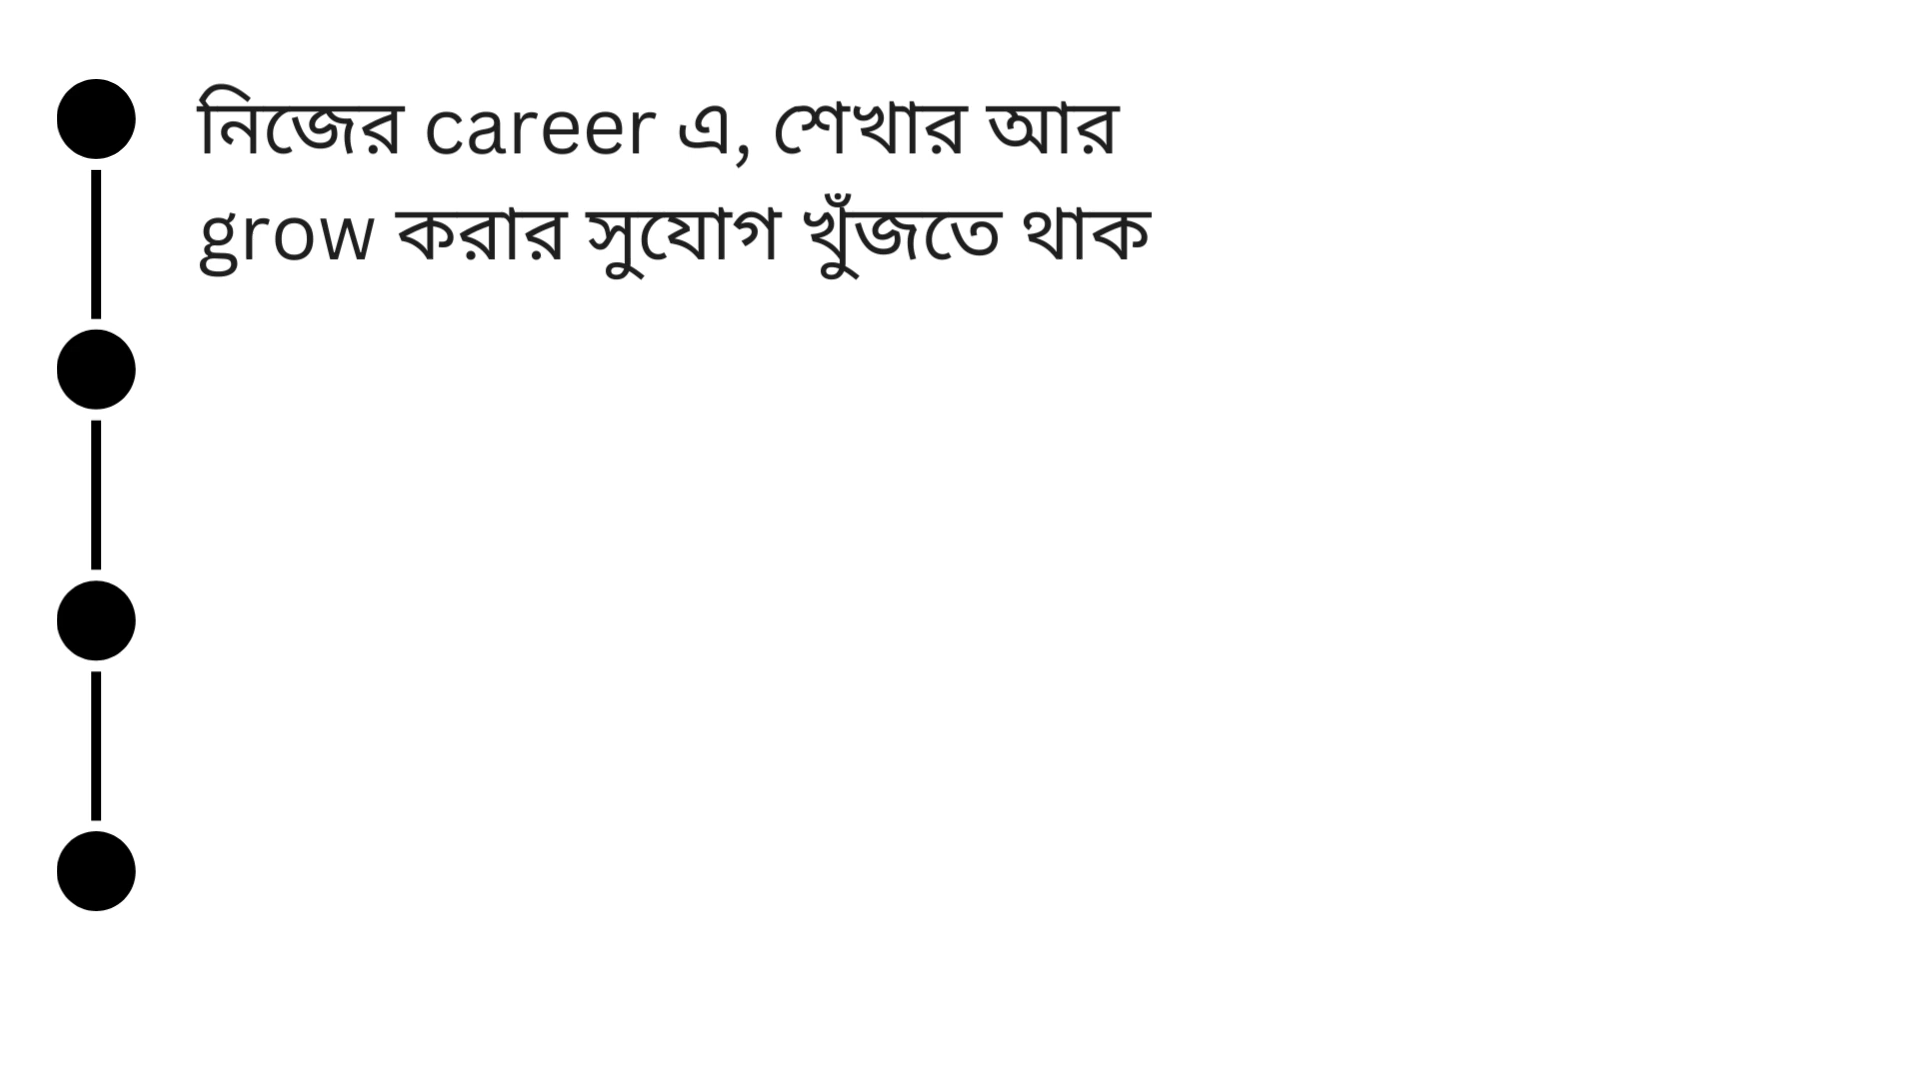 নিজের career এ, শেখার আর
grow করার সুযোগ খুঁজতে থাক